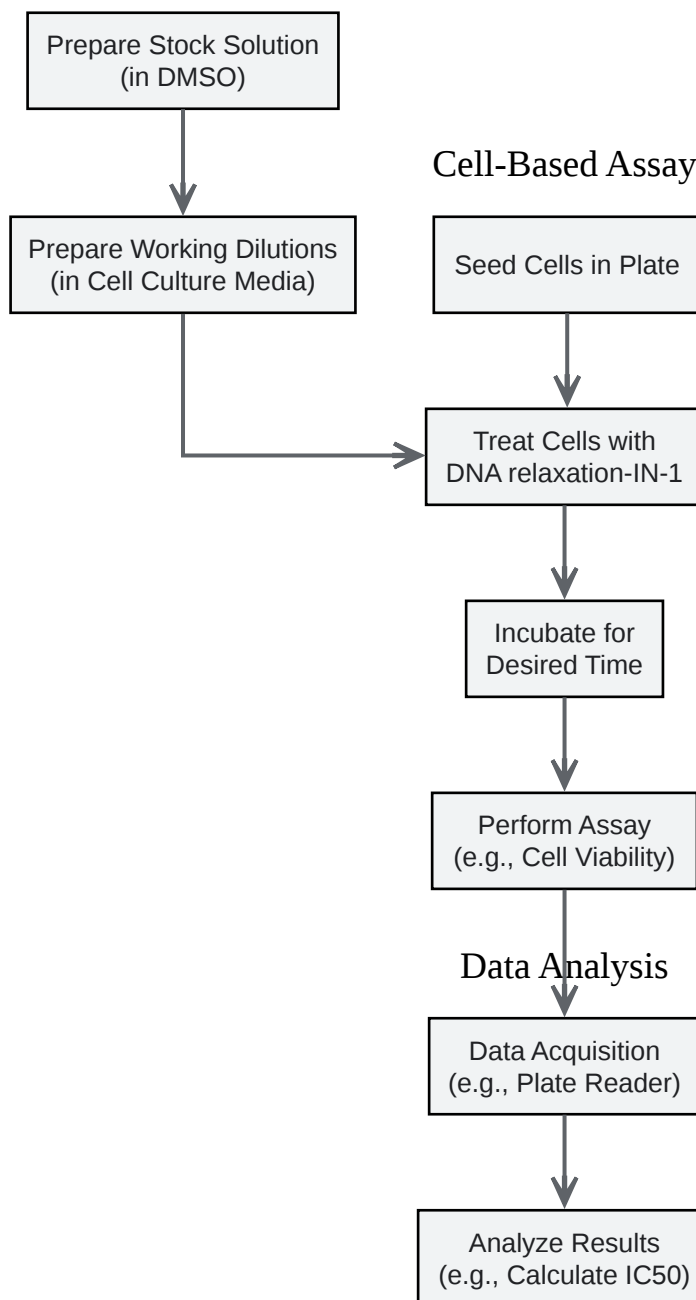 Prepare Stock Solution
(in DMSO)
Cell-Based Assay
Prepare Working Dilutions
(in Cell Culture Media)
Seed Cells in Plate
Treat Cells with
DNA relaxation-IN-1
Incubate for
Desired Time
Perform Assay
(e.g., Cell Viability)
Data Analysis
Data Acquisition
(e.g., Plate Reader)
Analyze Results
(e.g., Calculate IC50)